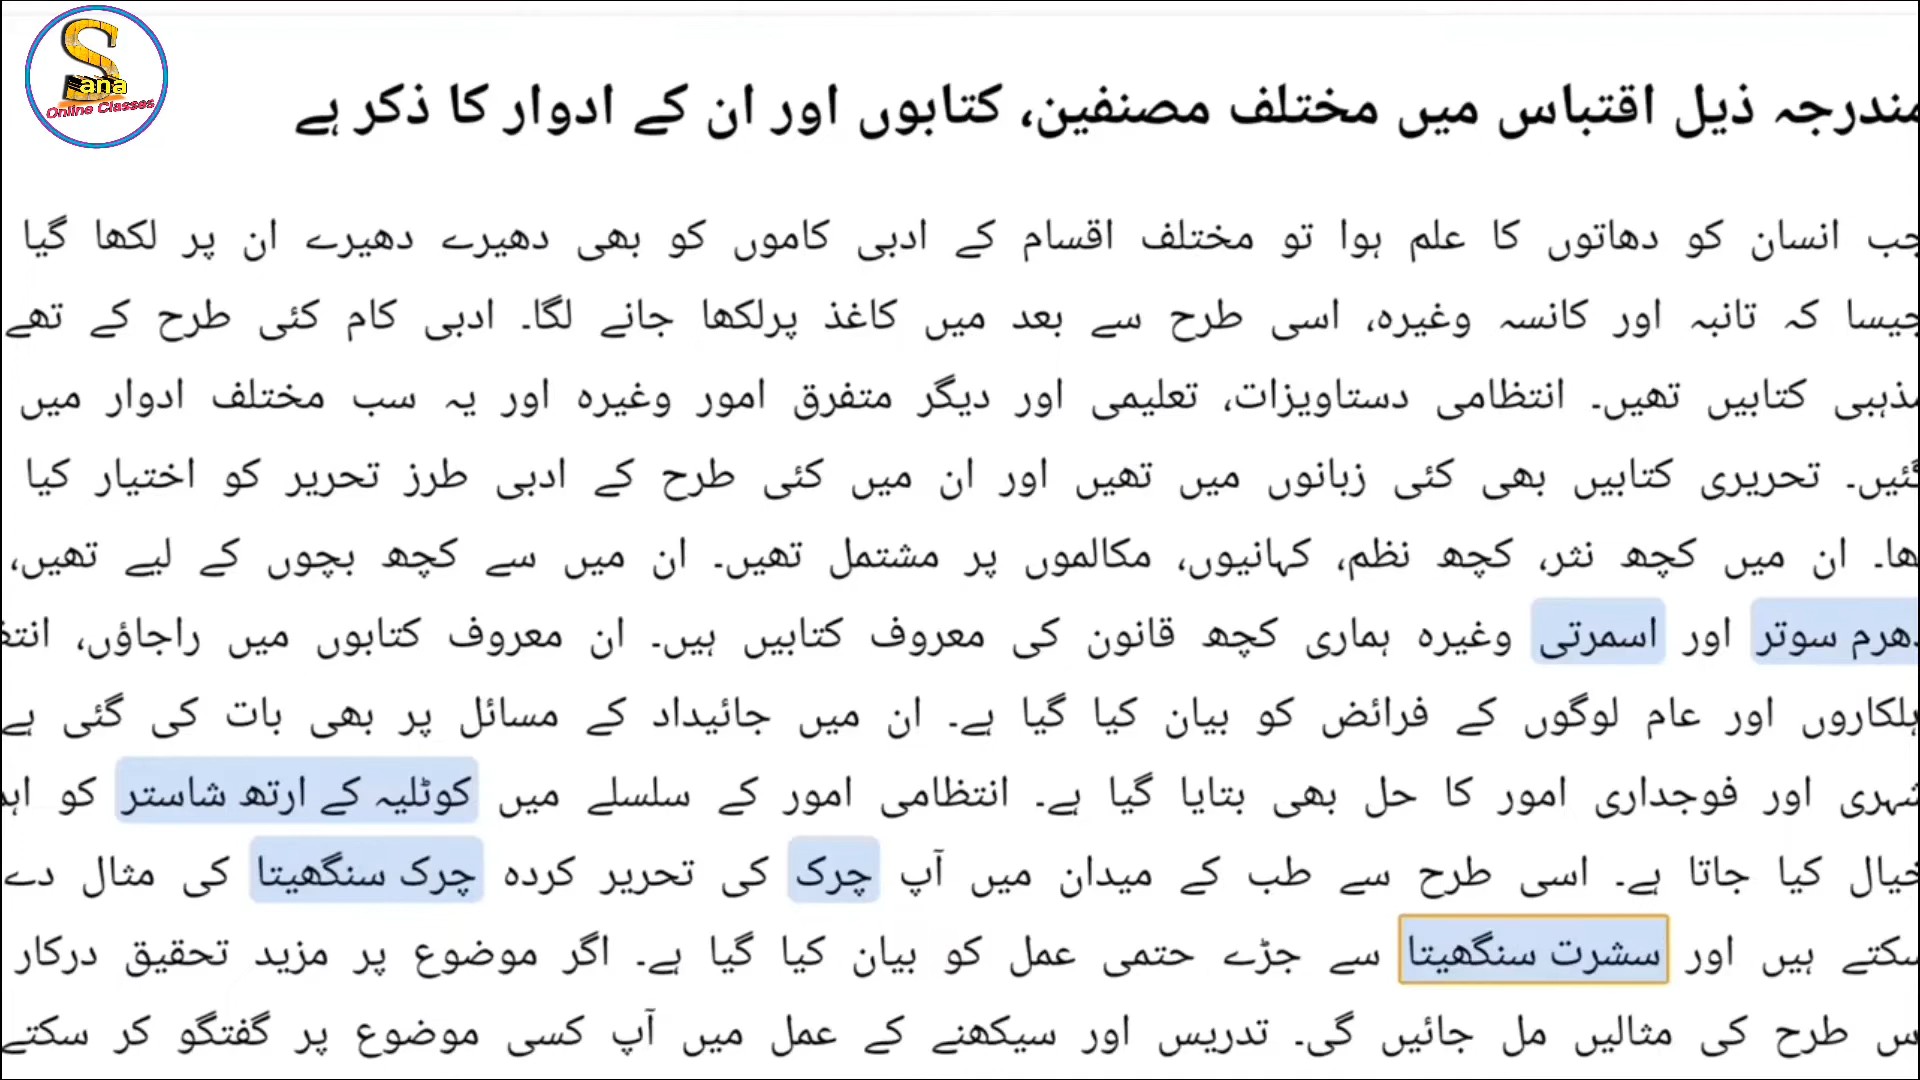 Sana
Online Classes
مندرجہ ذیل اقتباس میں مختلف مصنفین، کتابوں اور ان کے ادوار کا ذکر ہے
جب انسان کو دھاتوں کا علم ہوا تو مختلف اقسام کے ادبی کاموں کو بھی دھیرے دھیرے ان پر لکھا گیا
جیسا کہ تانبہ اور کانسہ وغیرہ، اسی طرح سے بعد میں کاغذ پرلکھا جانے لگا۔ ادبی کام کئی طرح کے تھے
مذہبی کتابیں تھیں۔ انتظامی دستاویزات، تعلیمی اور دیگر متفرق امور وغیرہ اور یہ سب مختلف ادوار میں
گئیں۔ تحریری کتابیں بھی کئی زبانوں میں تھیں اور ان میں کئی طرح کے ادبی طرز تحریر کو اختیار کیا
تھا۔ ان میں کچھ نثر، کچھ نظم، کہانیوں، مکالموں پر مشتمل تھیں۔ ان میں سے کچھ بچوں کے لیے تھیں،
دھرم سوتر اور اسمرتی وغیرہ ہماری کچھ قانون کی معروف کتابیں ہیں۔ ان معروف کتابوں میں راجاؤں،
اہلکاروں اور عام لوگوں کے فرائض کو بیان کیا گیا ہے۔ ان میں جائیداد کے مسائل پر بھی بات کی گئی ہے
شہری اور فوجداری امور کا حل بھی بتایا گیا ہے۔ انتظامی امور کے سلسلے میں کوٹلیہ کے ارتھ شاستر کو
خیال کیا جاتا ہے۔ اسی طرح سے طب کے میدان میں آپ چرک کی تحریر کردہ چرک سنگھیتا کی مثال دے
سکتے ہیں اور سشرت سنگھیتا سے جڑے حتمی عمل کو بیان کیا گیا ہے۔ اگر موضوع پر مزید تحقیق درکار
اس طرح کی مثالیں مل جائیں گی۔ تدریس اور سیکھنے کے عمل میں آپ کسی موضوع پر گفتگو کر سکتے